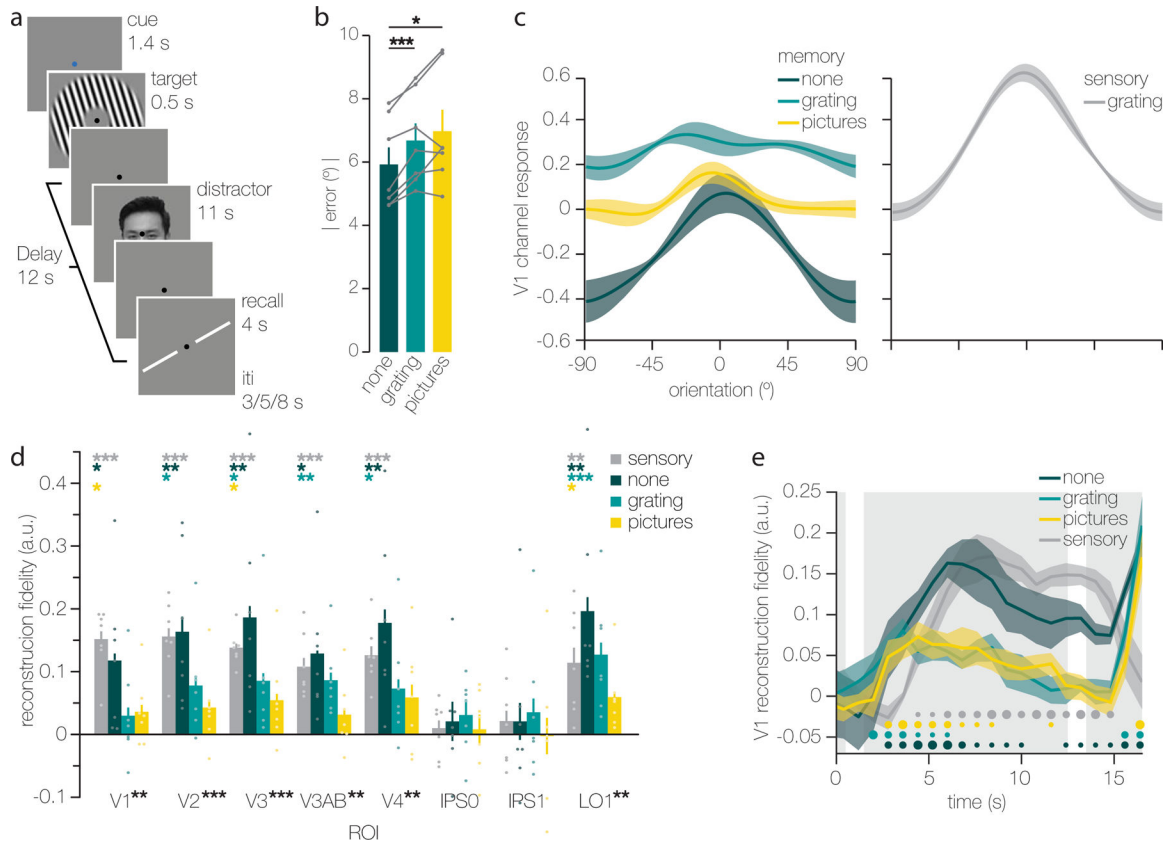 a
cue
1.4 s
target
0.5 s
distractor
11 s
Delay
12 s
recall
4 s
iti
3/5/8 s
b
*
***
10
8
6
4
2
0
| error (º) |
none
grating
pictures
c
memory
none
grating
pictures
0.6
0.4
0.2
0
-0.2
-0.4
-0.6
V1 channel response
-90
-45
0
45
90
orientation (º)
sensory
grating
d
*** *** *** * *** **
* ** ** ** ** **
* * ** * ***
* * *
sensory
none
grating
pictures
0.4
0.3
0.2
0.1
0
-0.1
reconstrucion fidelity (a.u.)
V1** V2*** V3*** V3AB** V4** IPS0 IPS1 LO1**
ROI
e
none
grating
pictures
sensory
0.25
0.20
0.15
0.10
0.05
0
-0.05
V1 reconstruction fidelity (a.u.)
0 5 10 15
time (s)